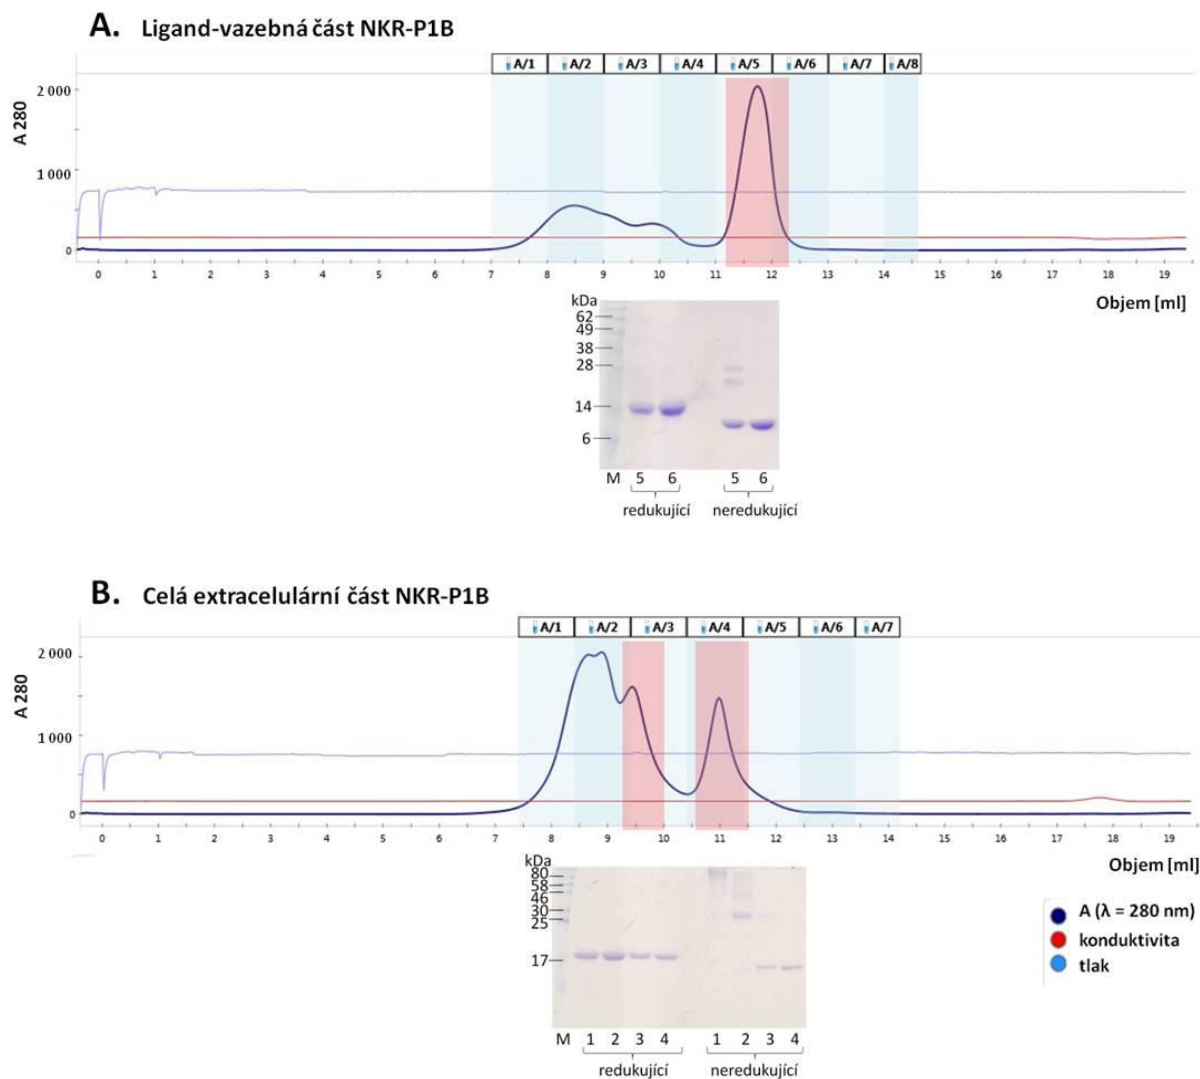 A. Ligand-vazebná část NKR-P1B
A/1 A/2 A/3 A/4 A/5 A/6 A/7 A/8
A 280
2 000
1 000
0
0 1 2 3 4 5 6 7 8 9 10 11 12 13 14 15 16 17 18 19
Objem [ml]
kDa
62
49
38
28
14
6
M 5 6 5 6
redukující neredukující
B. Celá extracelulární část NKR-P1B
A/1 A/2 A/3 A/4 A/5 A/6 A/7
A 280
2 000
1 000
0
0 1 2 3 4 5 6 7 8 9 10 11 12 13 14 15 16 17 18 19
Objem [ml]
kDa
80
58
46
30
25
17
M 1 2 3 4 1 2 3 4
redukující neredukující
A (λ = 280 nm)
konduktivita
tlak